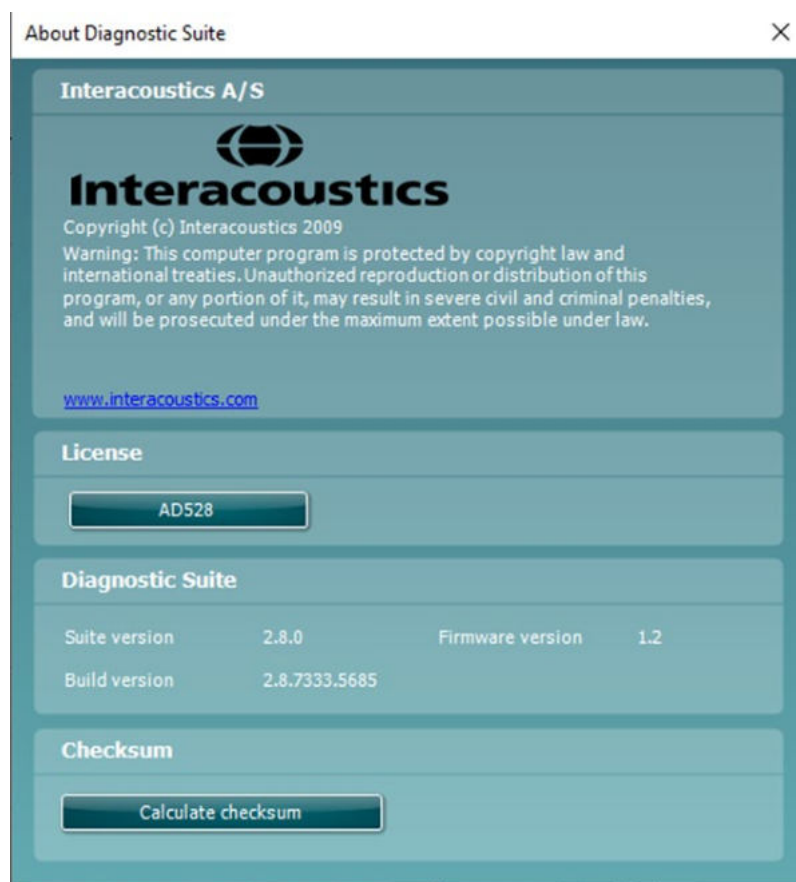 About Diagnostic Suite
Interacoustics A/S
Interacoustics
Copyright (c) Interacoustics 2009
Warning: This computer program is protected by copyright law and
international treaties. Unauthorized reproduction or distribution of this
program, or any portion of it, may result in severe civil and criminal penalties,
and will be prosecuted under the maximum extent possible under law.
www.interacoustics.com
License
AD528
Diagnostic Suite
Suite version 2.8.0 Firmware version 1.2
Build version 2.8.7333.5685
Checksum
Calculate checksum